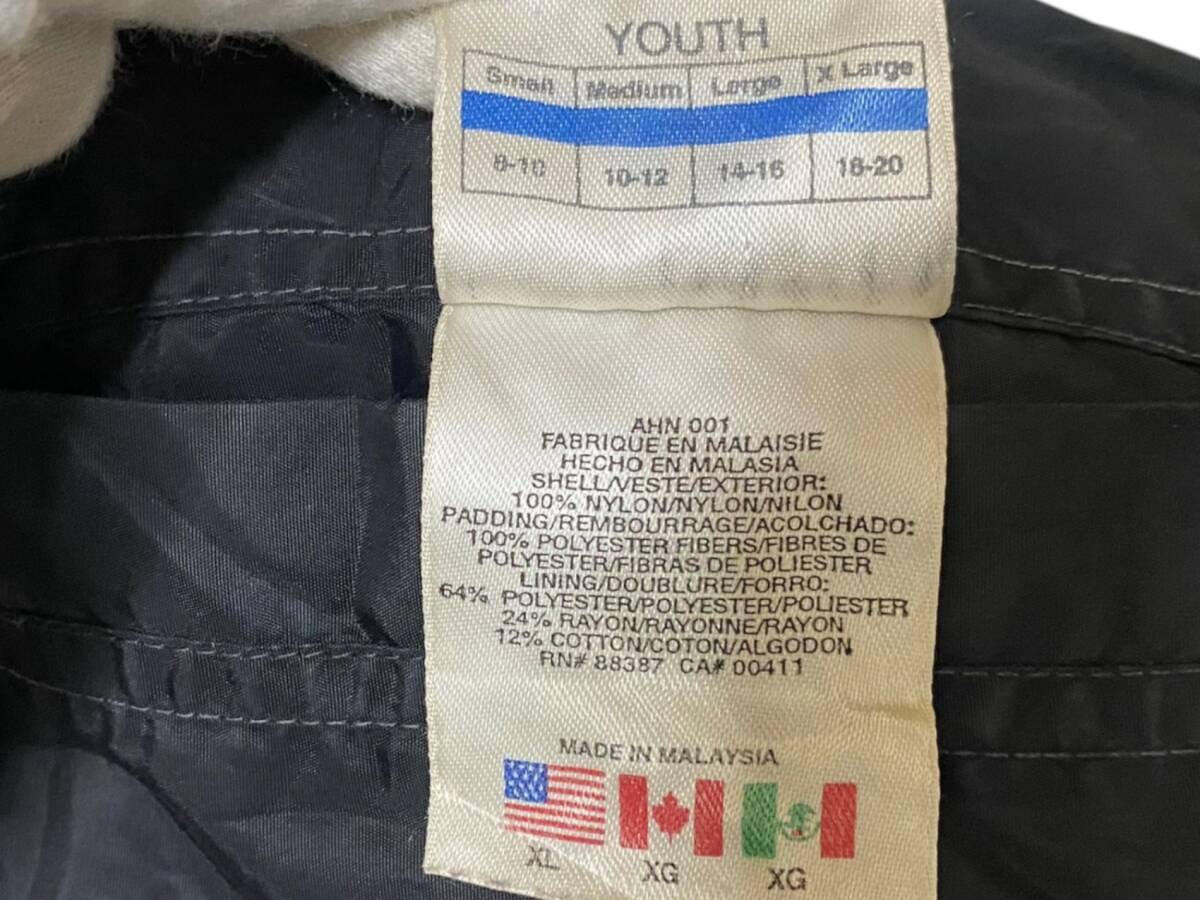 YOUTH
Small Medium Large X Large
8-10 10-12 14-16 18-20
AHN 001
FABRIQUE EN MALAISIE
HECHO EN MALASIA
SHELL/VESTE/EXTERIOR:
100% NYLON/NYLON/NILON
PADDING/REMBOURRAGE/ACOLCHADO:
100% POLYESTER FIBERS/FIBRES DE
POLYESTER/FIBRAS DE POLIESTER
LINING/DOUBLURE/FORRO:
64% POLYESTER/POLYESTER/POLIESTER
24% RAYON/RAYONNE/RAYON
12% COTTON/COTON/ALGODON
RN# 88387 CA# 00411
MADE IN MALAYSIA
XL XG XG